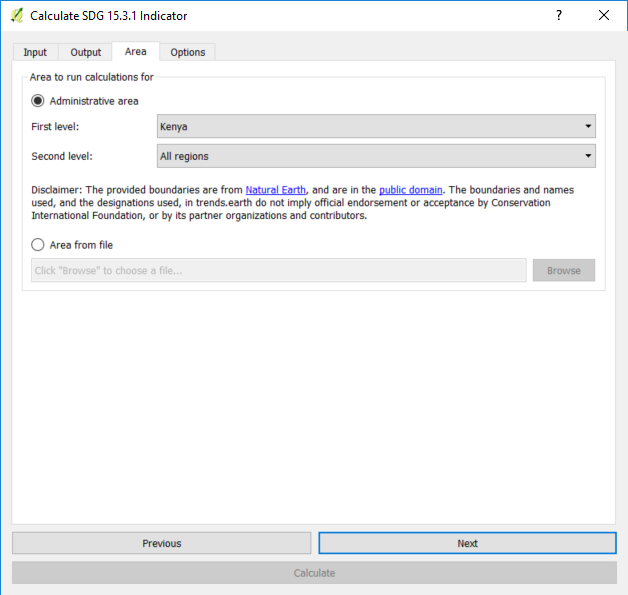 Calculate SDG 15.3.1 Indicator
?
Input Output Area Options
Area to run calculations for
Administrative area
First level: Kenya
Second level: All regions
Disclaimer: The provided boundaries are from Natural Earth, and are in the public domain. The boundaries and names
used, and the designations used, in trends.earth do not imply official endorsement or acceptance by Conservation
International Foundation, or by its partner organizations and contributors.
Area from file
Click "Browse" to choose a file... Browse
Previous Next
Calculate